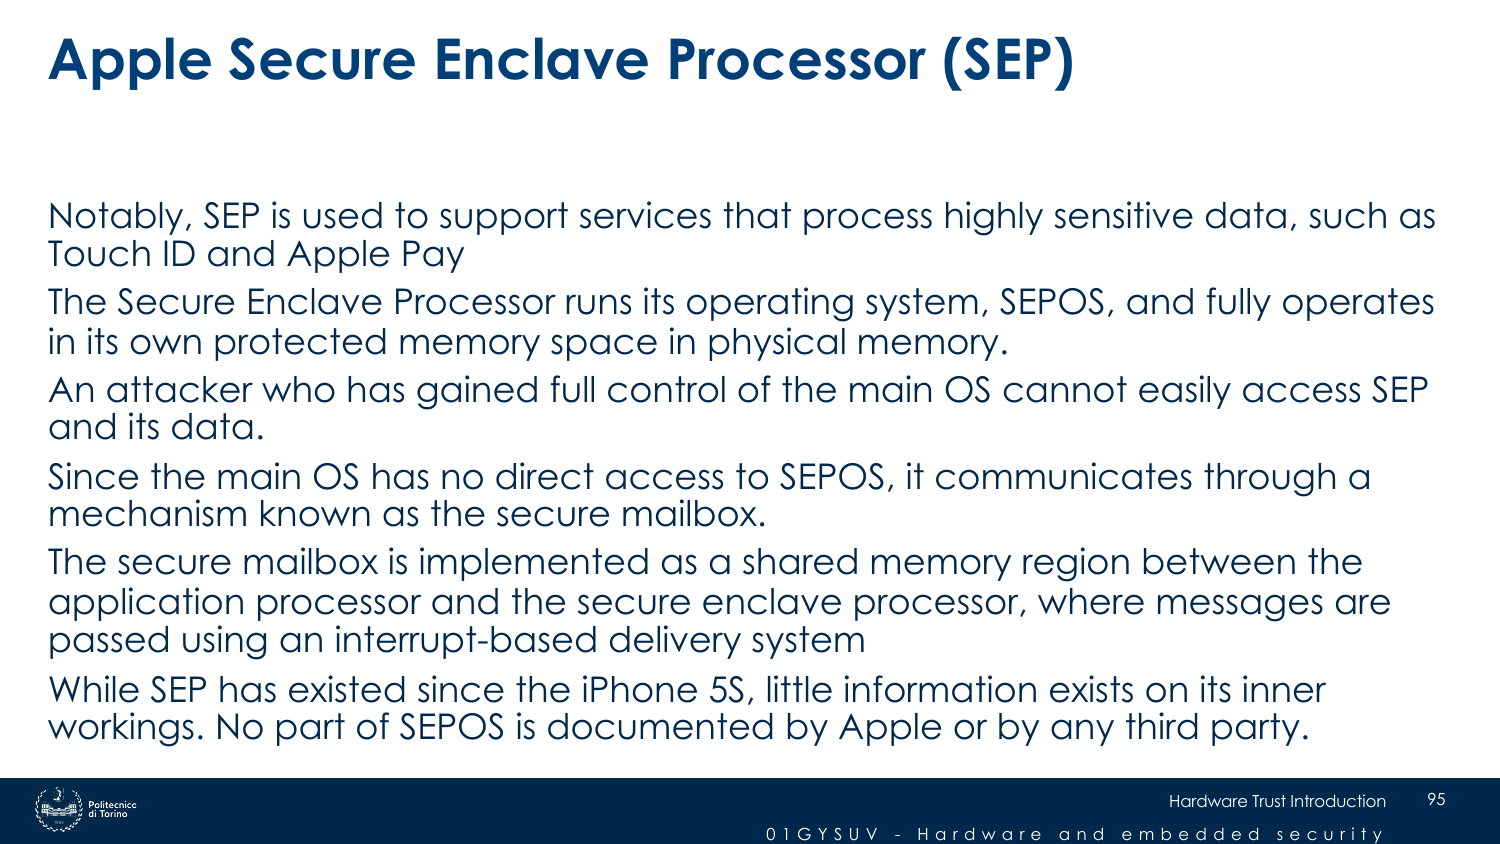 Apple Secure Enclave Processor (SEP)
Notably, SEP is used to support services that process highly sensitive data, such as
Touch ID and Apple Pay
The Secure Enclave Processor runs its operating system, SEPOS, and fully operates
in its own protected memory space in physical memory.
An attacker who has gained full control of the main OS cannot easily access SEP
and its data.
Since the main OS has no direct access to SEPOS, it communicates through a
mechanism known as the secure mailbox.
The secure mailbox is implemented as a shared memory region between the
application processor and the secure enclave processor, where messages are
passed using an interrupt-based delivery system
While SEP has existed since the iPhone 5S, little information exists on its inner
workings. No part of SEPOS is documented by Apple or by any third party.
Politecnico
di Torino
Hardware Trust Introduction
95
01GYSUV - Hardware and embedded security